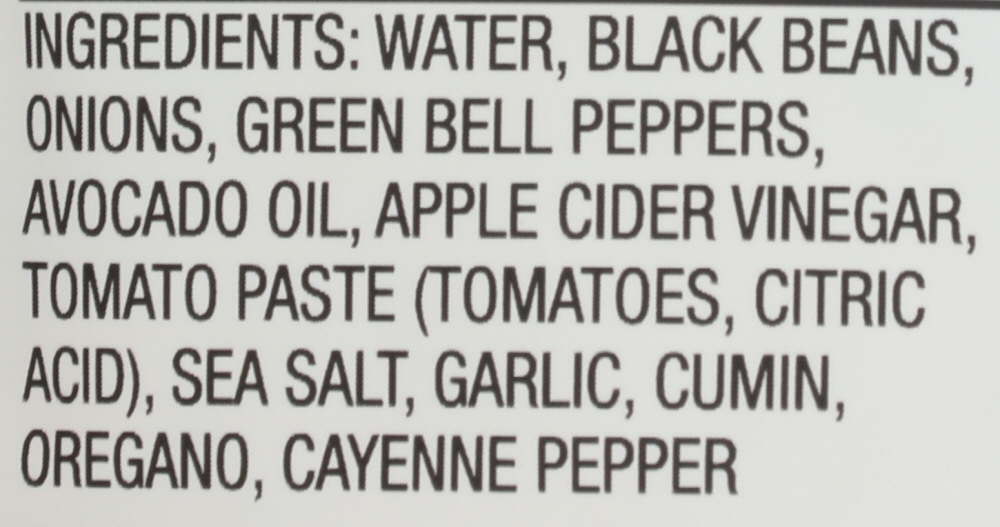 INGREDIENTS: WATER, BLACK BEANS,
ONIONS, GREEN BELL PEPPERS,
AVOCADO OIL, APPLE CIDER VINEGAR,
TOMATO PASTE (TOMATOES, CITRIC
ACID), SEA SALT, GARLIC, CUMIN,
OREGANO, CAYENNE PEPPER